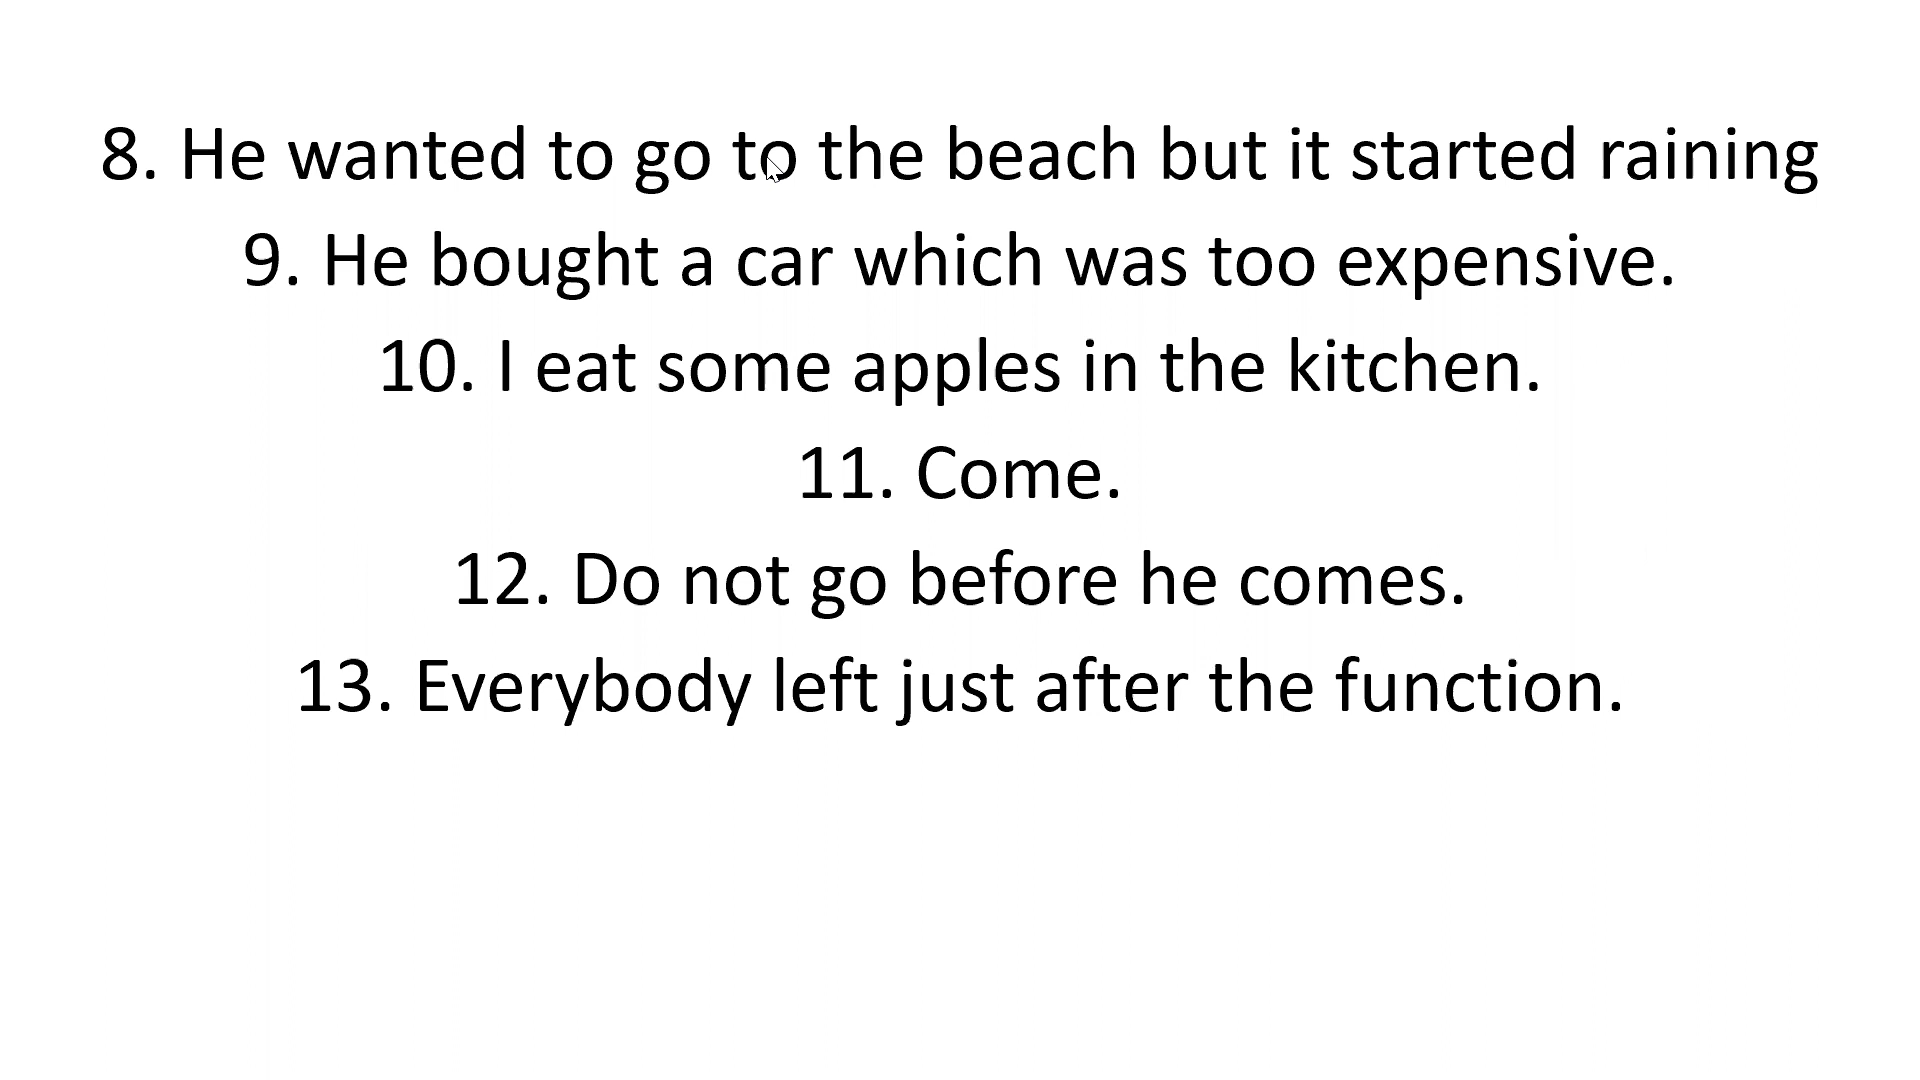 8. He wanted to go to the beach but it started raining
9. He bought a car which was too expensive.
10. I eat some apples in the kitchen.
11. Come.
12. Do not go before he comes.
13. Everybody left just after the function.